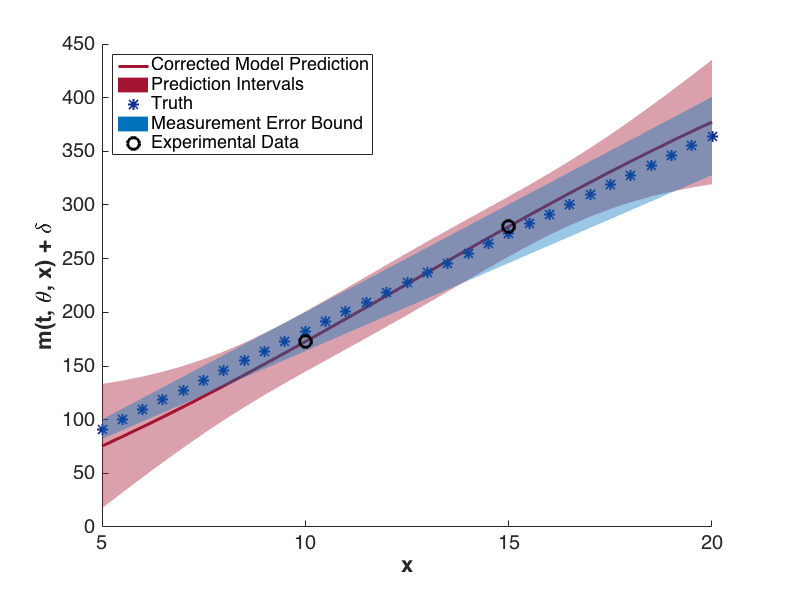 450
400
350
300
250
200
150
100
50
0
5
10
15
20
x
m(t, θ, x) + δ
Corrected Model Prediction
Prediction Intervals
Truth
Measurement Error Bound
Experimental Data